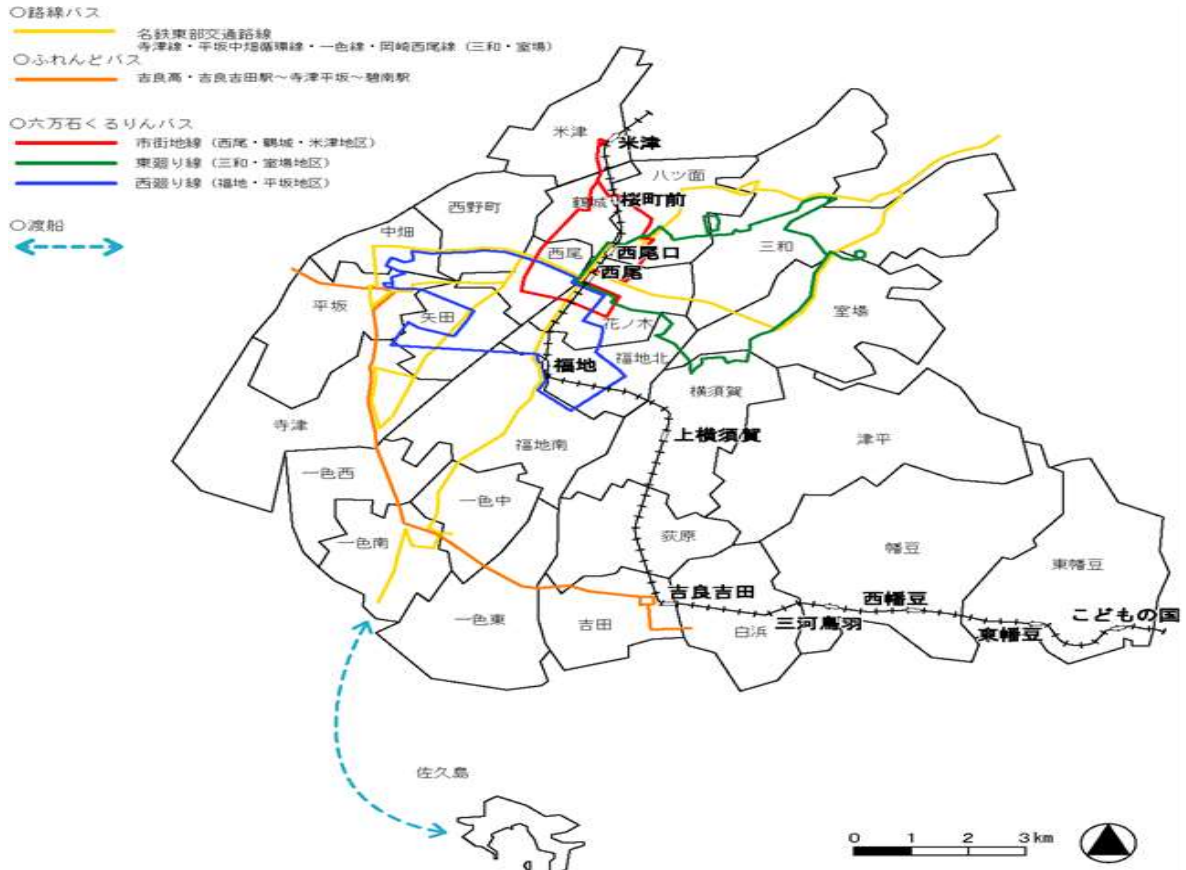 ○路線バス
名鉄東部交通路線
寺津線・平坂中畑循環線・一色線・岡崎西尾線（三和・室場）
○ふれんどバス
吉良高・吉良吉田駅～寺津平坂～碧南駅
○六万石くるりんバス
市街地線（西尾・鶴城・米津地区）
東廻り線（三和・室場地区）
西廻り線（福地・平坂地区）
○渡船
米津
米津
八ツ面
鶴城
桜町前
西野町
中畑
西尾
西尾口
三和
西尾
平坂
矢田
花ノ木
室場
福地
福地北
横須賀
寺津
上横須賀
津平
福地南
一色西
一色中
一色南
荻原
幡豆
東幡豆
吉良吉田
西幡豆
こどもの国
一色東
吉田
白浜
三河鳥羽
東幡豆
佐久島
0 1 2 3km